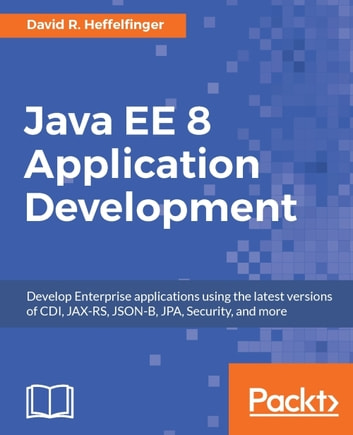 David R. Heffelfinger
Java EE 8
Application
Development
Develop Enterprise applications using the latest versions
of CDI, JAX-RS, JSON-B, JPA, Security, and more
Packt>